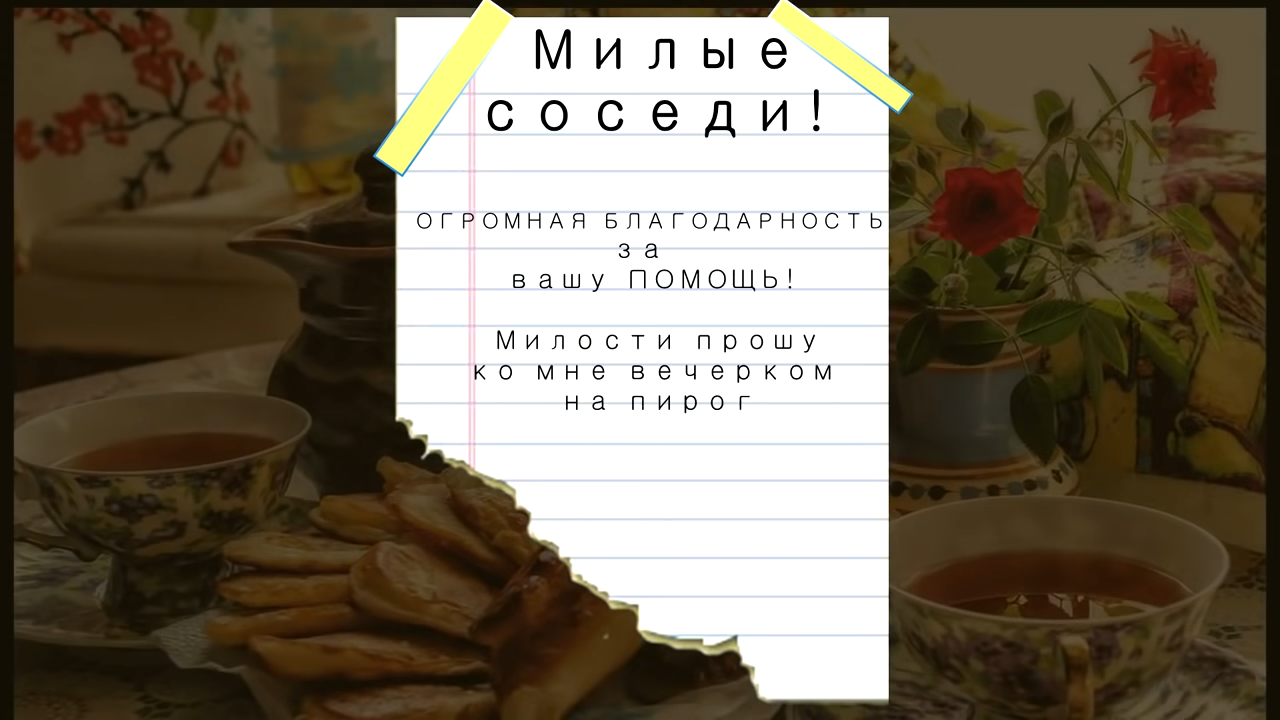 Милые
соседи!
ОГРОМНАЯ БЛАГОДАРНОСТЬ
за
вашу ПОМОЩЬ!
Милости прошу
ко мне вечерком
на пирог